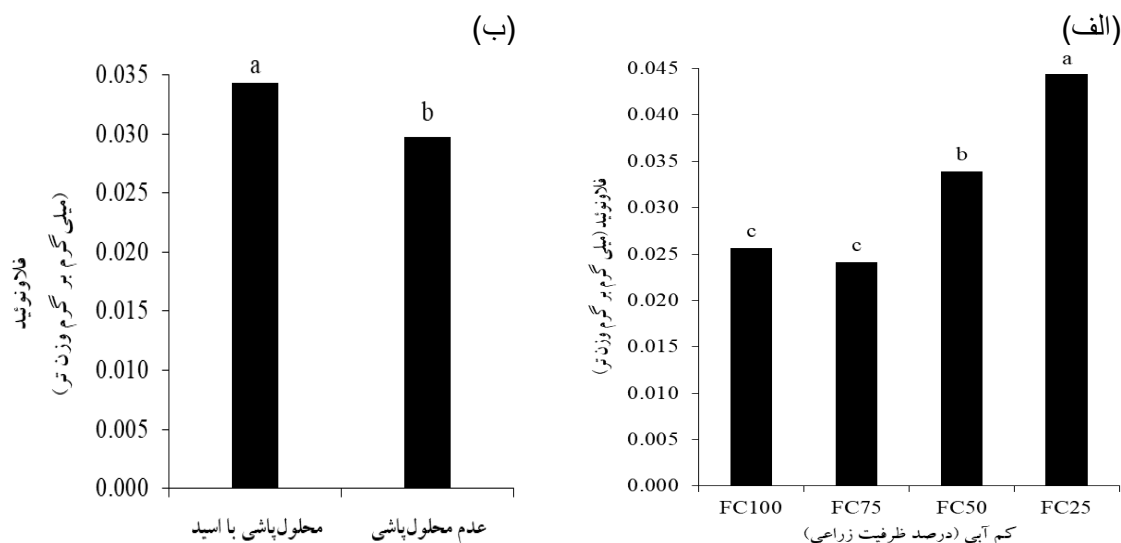 (الف)
فلاونوئید (میلی گرم بر گرم وزن تر)
0.045
0.040
0.035
0.030
0.025
0.020
0.015
0.010
0.005
0.000
c
c
b
a
FC100
FC75
FC50
FC25
کم آبی (درصد ظرفیت زراعی)
(ب)
فلاونوئید
(میلی گرم بر گرم وزن تر)
0.035
0.030
0.025
0.020
0.015
0.010
0.005
0.000
a
b
محلول‌پاشی با اسید
عدم محلول‌پاشی